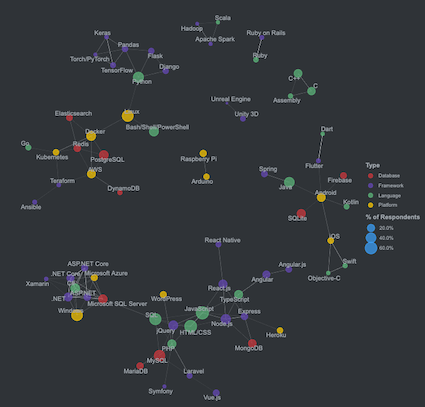 Scala
Keras
Hadoop
Ruby on Rails
Pandas
Apache Spark
Flask
Torch/PyTorch
Ruby
TensorFlow
Django
Python
C++
C
Assembly
Unreal Engine
Elasticsearch
Linux
Unity 3D
Docker
Bash/Shell/PowerShell
Dart
Go
Redis
Kubernetes
PostgreSQL
Raspberry Pi
Flutter
Type
AWS
Spring
Database
Teraform
Arduino
Java
Firebase
Framework
DynamoDB
Android
Language
Ansible
Kotlin
Platform
SQLite
% of Respondents
20.0%
iOS
40.0%
React Native
60.0%
ASP.NET Core
Swift
.NET Core
Microsoft Azure
Angular.js
Objective-C
Xamarin
C#
Angular
React.js
ASP.NET
.NET
WordPress
TypeScript
Microsoft SQL Server
JavaScript
Windows
SQL
Express
Node.js
jQuery
HTML/CSS
Heroku
PHP
MongoDB
MySQL
MariaDB
Laravel
Symfony
Vue.js